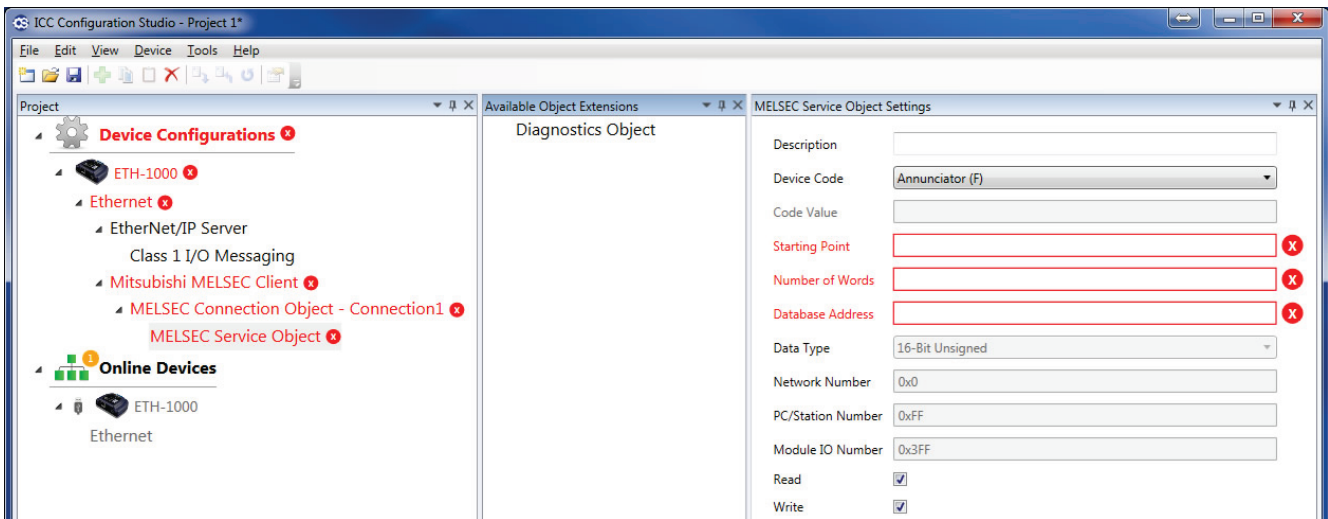 ICC Configuration Studio - Project 1*
File Edit View Device Tools Help
Project
Device Configurations
ETH-1000
Ethernet
EtherNet/IP Server
Class 1 I/O Messaging
Mitsubishi MELSEC Client
MELSEC Connection Object - Connection1
MELSEC Service Object
1
Online Devices
ETH-1000
Ethernet
Available Object Extensions
Diagnostics Object
MELSEC Service Object Settings
Description
Device Code Annunciator (F)
Code Value
Starting Point
Number of Words
Database Address
Data Type 16-Bit Unsigned
Network Number 0x0
PC/Station Number 0xFF
Module IO Number 0x3FF
Read
Write